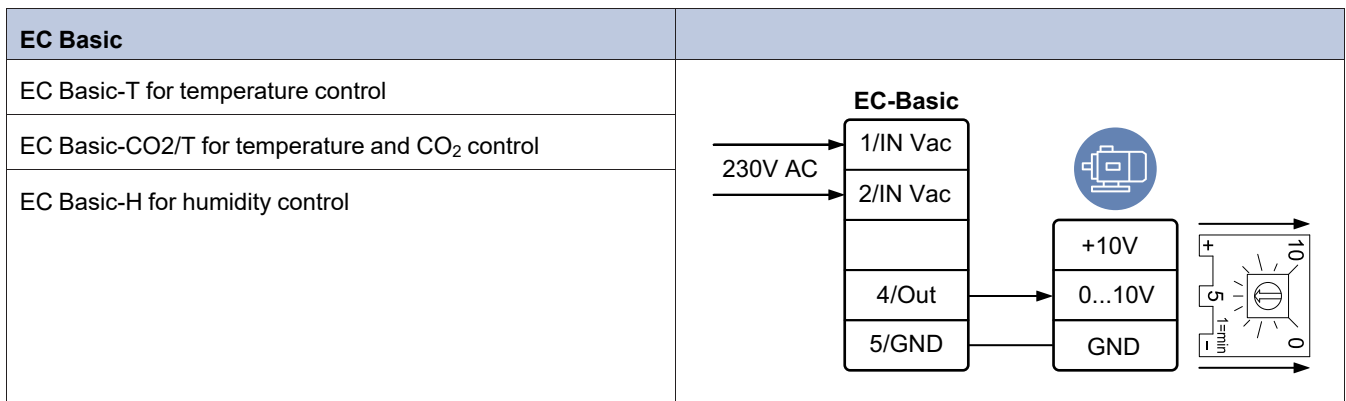 EC Basic
EC Basic-T for temperature control
EC Basic-CO2/T for temperature and CO₂ control
EC Basic-H for humidity control
EC-Basic
230V AC
1/IN Vac
2/IN Vac
4/Out
5/GND
+10V
0...10V
GND
+
5
1=min
-
10
0